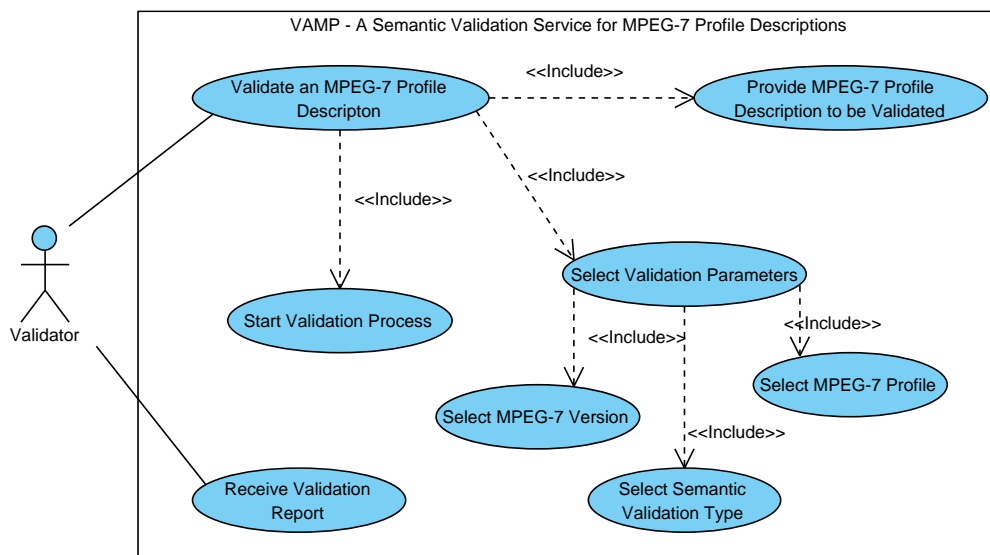 VAMP - A Semantic Validation Service for MPEG-7 Profile Descriptions
Validate an MPEG-7 Profile
Descripton
<<Include>>
Provide MPEG-7 Profile
Description to be Validated
<<Include>>
<<Include>>
Select Validation Parameters
Start Validation Process
Validator
<<Include>>
<<Include>>
Select MPEG-7 Profile
Select MPEG-7 Version
<<Include>>
Receive Validation
Report
Select Semantic
Validation Type